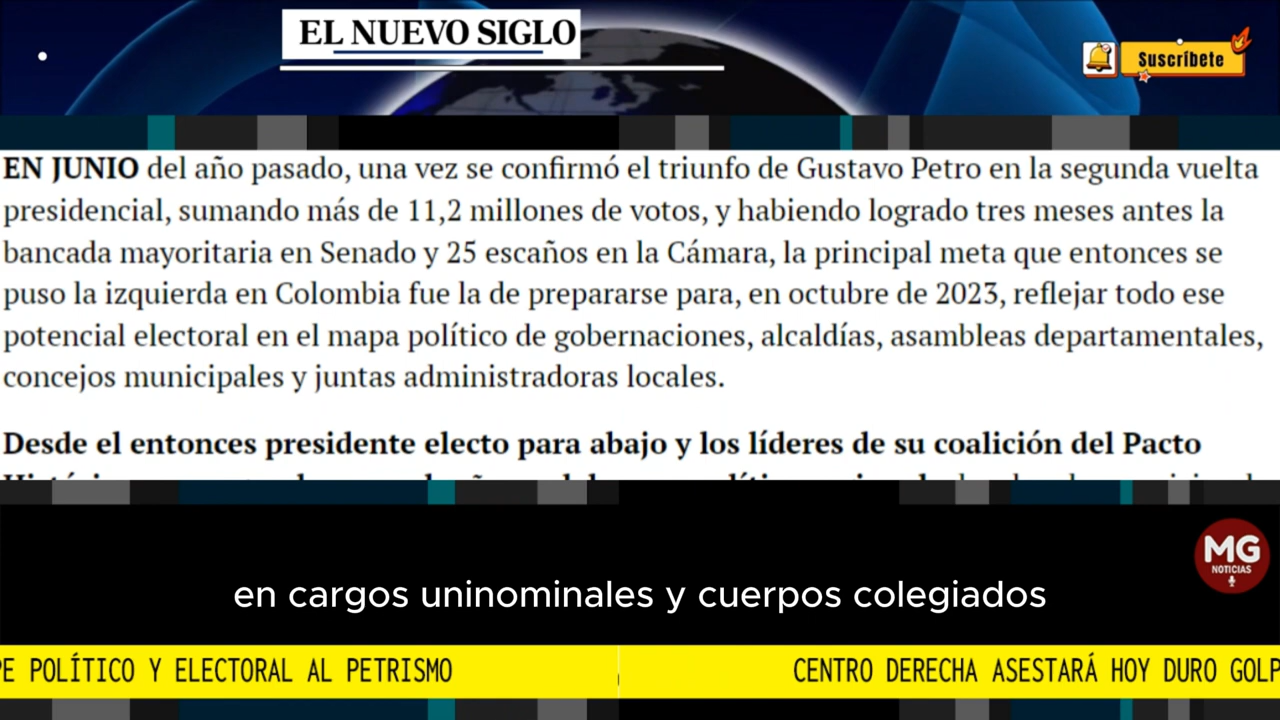 EL NUEVO SIGLO
Suscríbete
EN JUNIO del año pasado, una vez se confirmó el triunfo de Gustavo Petro en la segunda vuelta
presidencial, sumando más de 11,2 millones de votos, y habiendo logrado tres meses antes la
bancada mayoritaria en Senado y 25 escaños en la Cámara, la principal meta que entonces se
puso la izquierda en Colombia fue la de prepararse para, en octubre de 2023, reflejar todo ese
potencial electoral en el mapa político de gobernaciones, alcaldías, asambleas departamentales,
concejos municipales y juntas administradoras locales.
Desde el entonces presidente electo para abajo y los líderes de su coalición del Pacto
MG
NOTICIAS
en cargos uninominales y cuerpos colegiados
PE POLÍTICO Y ELECTORAL AL PETRISMO CENTRO DERECHA ASESTARÁ HOY DURO GOLP